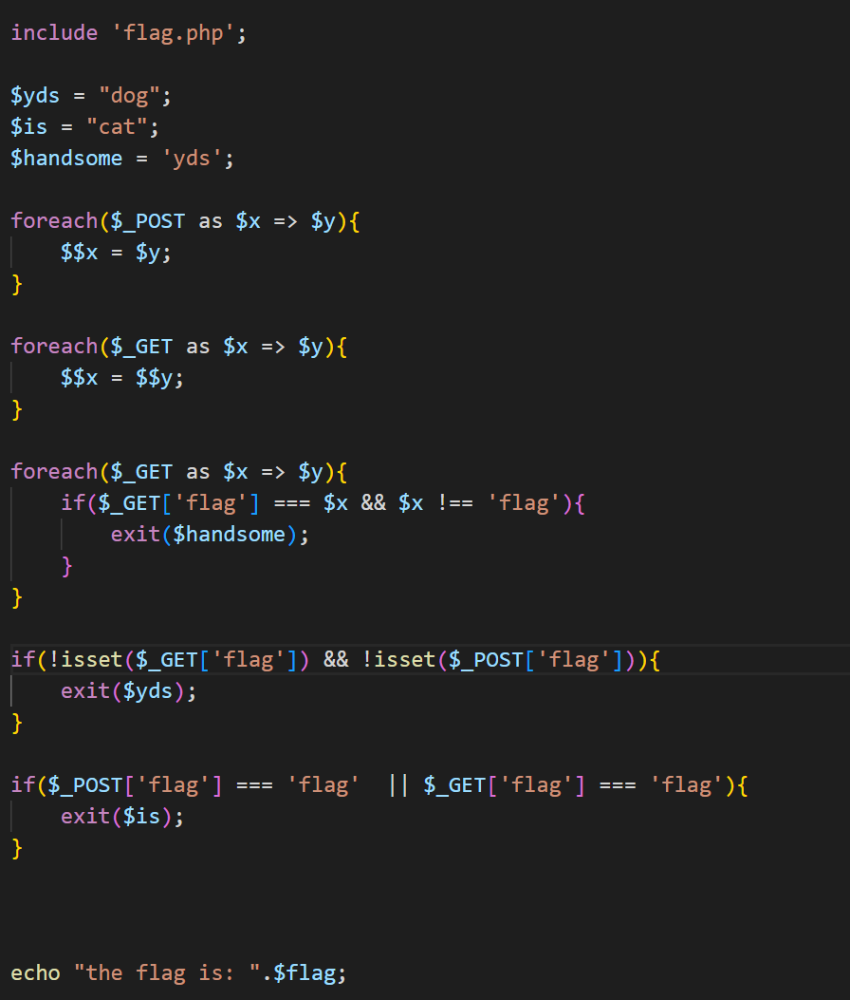 include 'flag.php';
$yds = "dog";
$is = "cat";
$handsome = 'yds';
foreach($_POST as $x => $y){
    $$x = $y;
}
foreach($_GET as $x => $y){
    $$x = $$y;
}
foreach($_GET as $x => $y){
    if($_GET['flag'] === $x && $x !== 'flag'){
        exit($handsome);
    }
}
if(!isset($_GET['flag']) && !isset($_POST['flag'])){
    exit($yds);
}
if($_POST['flag'] === 'flag'  || $_GET['flag'] === 'flag'){
    exit($is);
}
echo "the flag is: ".$flag;